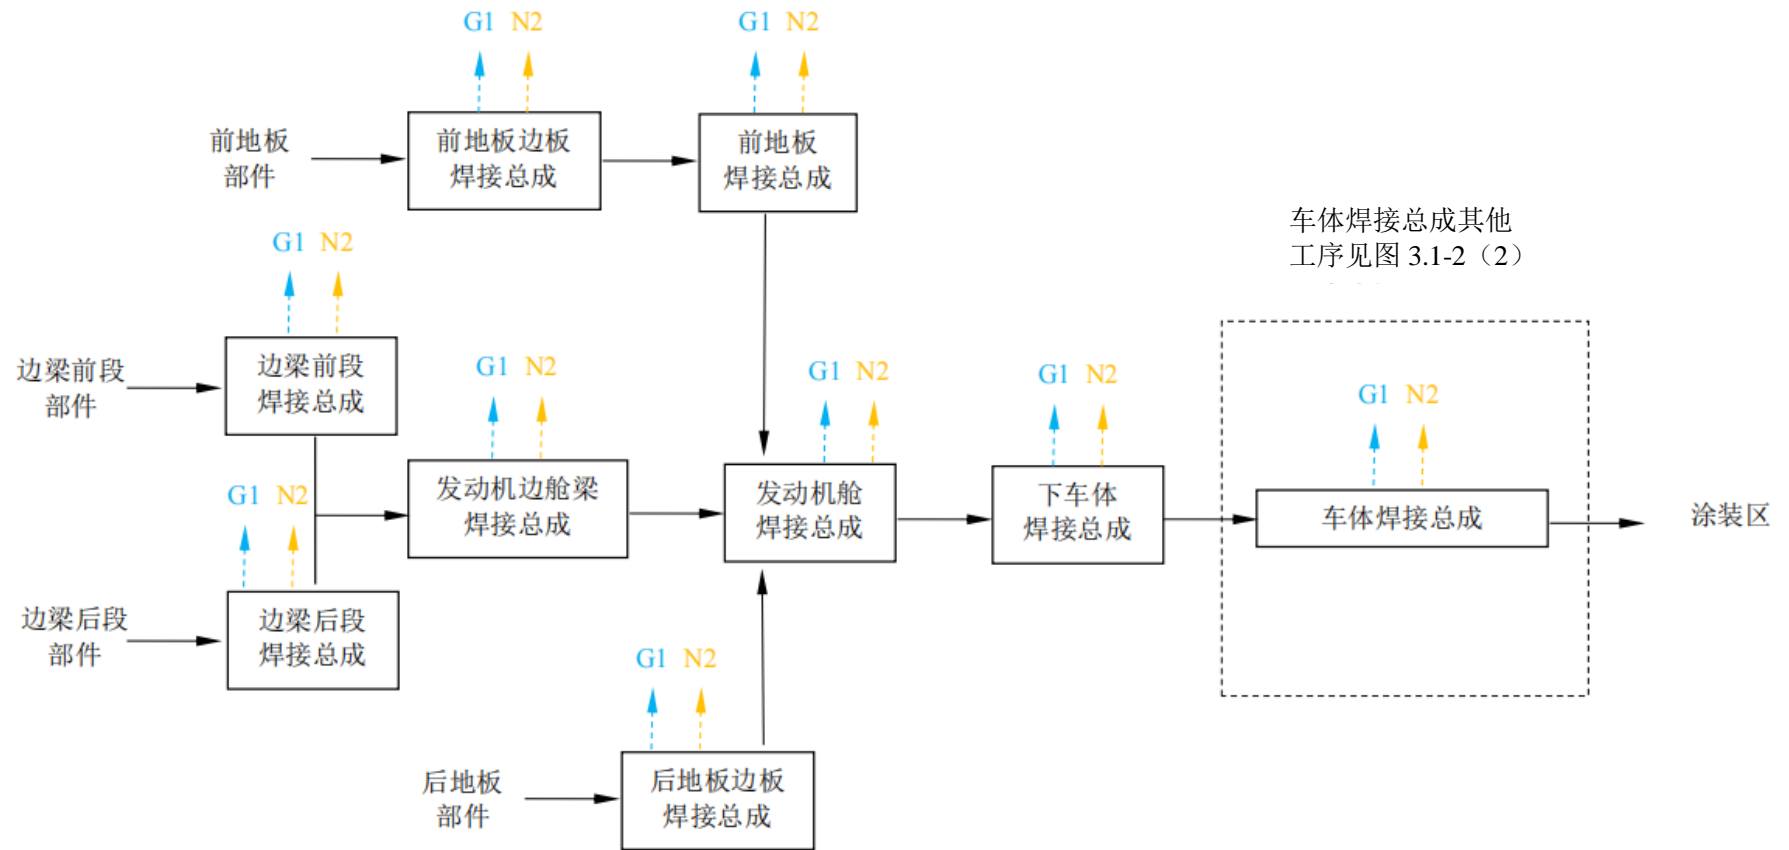 G1 N2
G1 N2
前地板
部件
前地板边板
焊接总成
前地板
焊接总成
车体焊接总成其他
工序见图 3.1-2（2）
G1 N2
边梁前段
部件
边梁前段
焊接总成
G1 N2
G1 N2
G1 N2
G1 N2
G1 N2
发动机边舱梁
焊接总成
发动机舱
焊接总成
下车体
焊接总成
车体焊接总成
涂装区
边梁后段
部件
边梁后段
焊接总成
G1 N2
后地板
部件
后地板边板
焊接总成